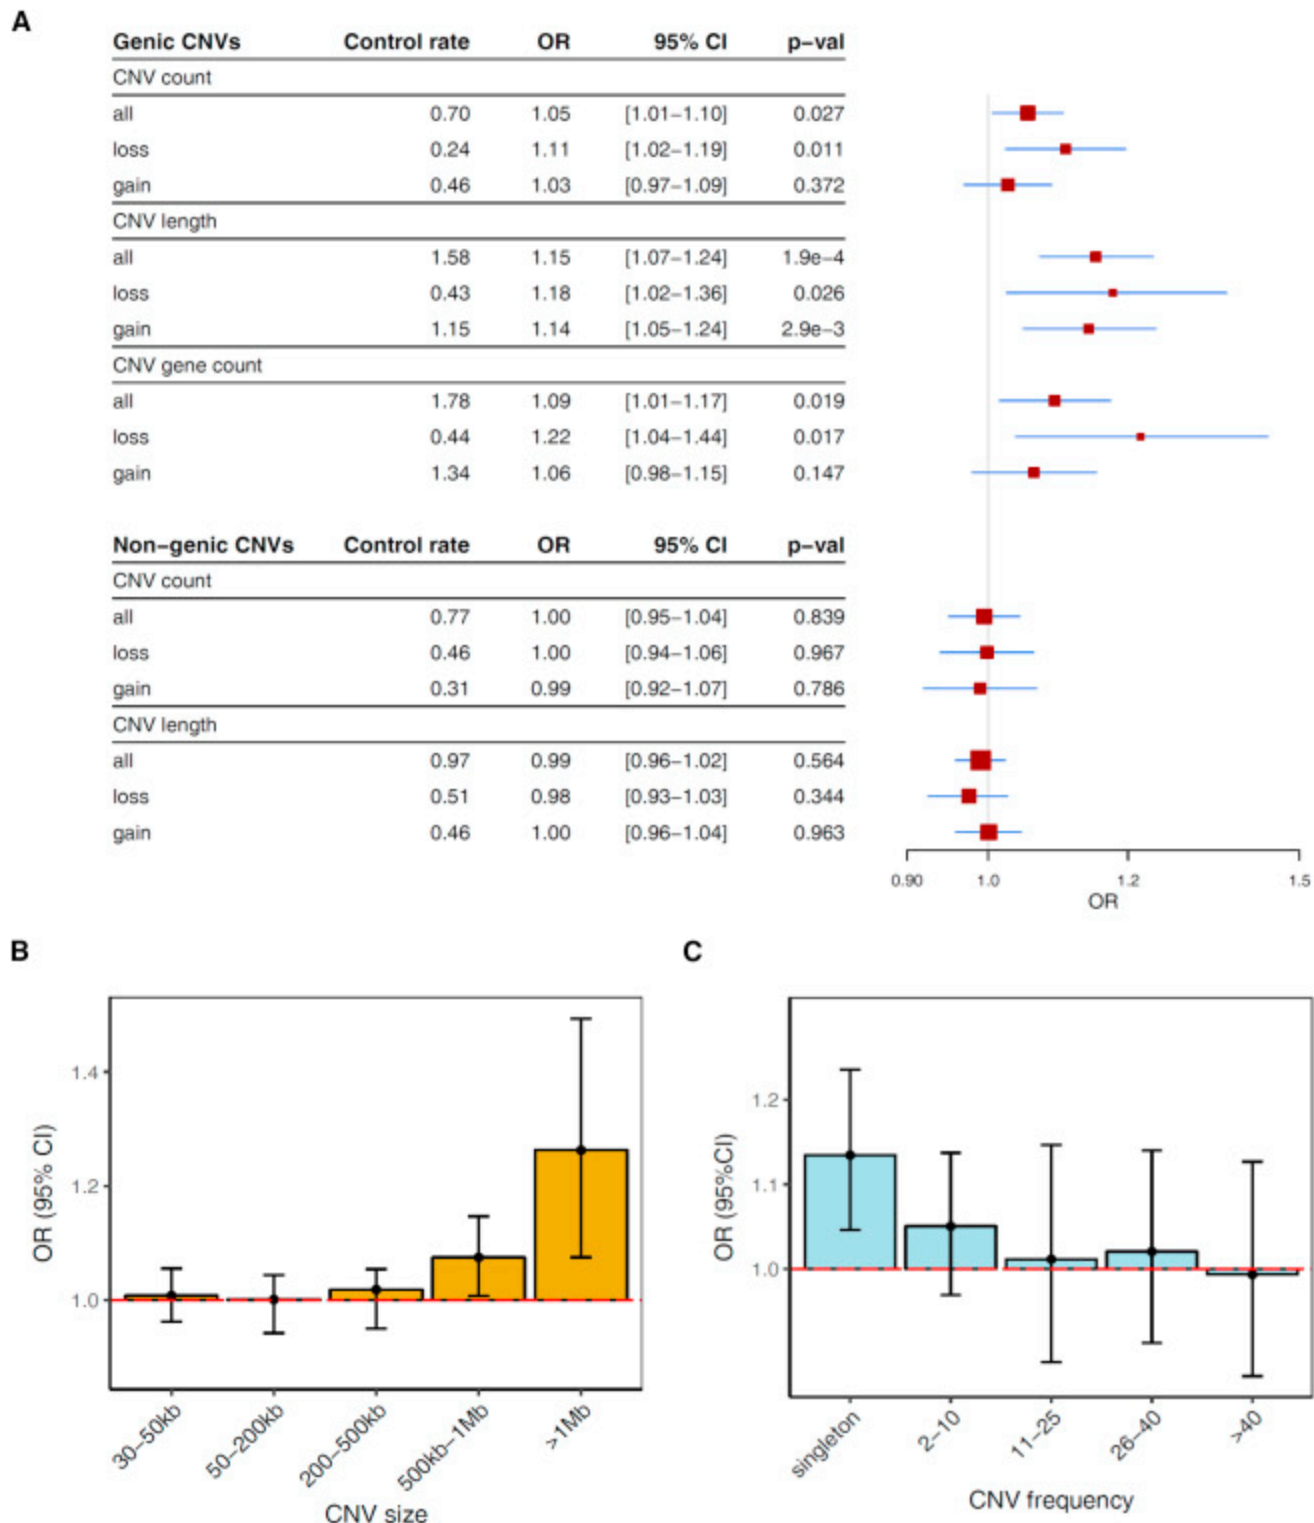 A
Genic CNVs Control rate OR 95% CI p–val
CNV count
all 0.70 1.05 [1.01–1.10] 0.027
loss 0.24 1.11 [1.02–1.19] 0.011
gain 0.46 1.03 [0.97–1.09] 0.372
CNV length
all 1.58 1.15 [1.07–1.24] 1.9e–4
loss 0.43 1.18 [1.02–1.36] 0.026
gain 1.15 1.14 [1.05–1.24] 2.9e–3
CNV gene count
all 1.78 1.09 [1.01–1.17] 0.019
loss 0.44 1.22 [1.04–1.44] 0.017
gain 1.34 1.06 [0.98–1.15] 0.147
Non–genic CNVs Control rate OR 95% CI p–val
CNV count
all 0.77 1.00 [0.95–1.04] 0.839
loss 0.46 1.00 [0.94–1.06] 0.967
gain 0.31 0.99 [0.92–1.07] 0.786
CNV length
all 0.97 0.99 [0.96–1.02] 0.564
loss 0.51 0.98 [0.93–1.03] 0.344
gain 0.46 1.00 [0.96–1.04] 0.963
0.90 1.0 1.2 1.5
OR
B
OR (95% CI)
1.4
1.2
1.0
30–50kb 50–200kb 200–500kb 500kb–1Mb >1Mb
CNV size
C
OR (95%CI)
1.2
1.1
1.0
singleton 2–10 11–25 26–40 >40
CNV frequency